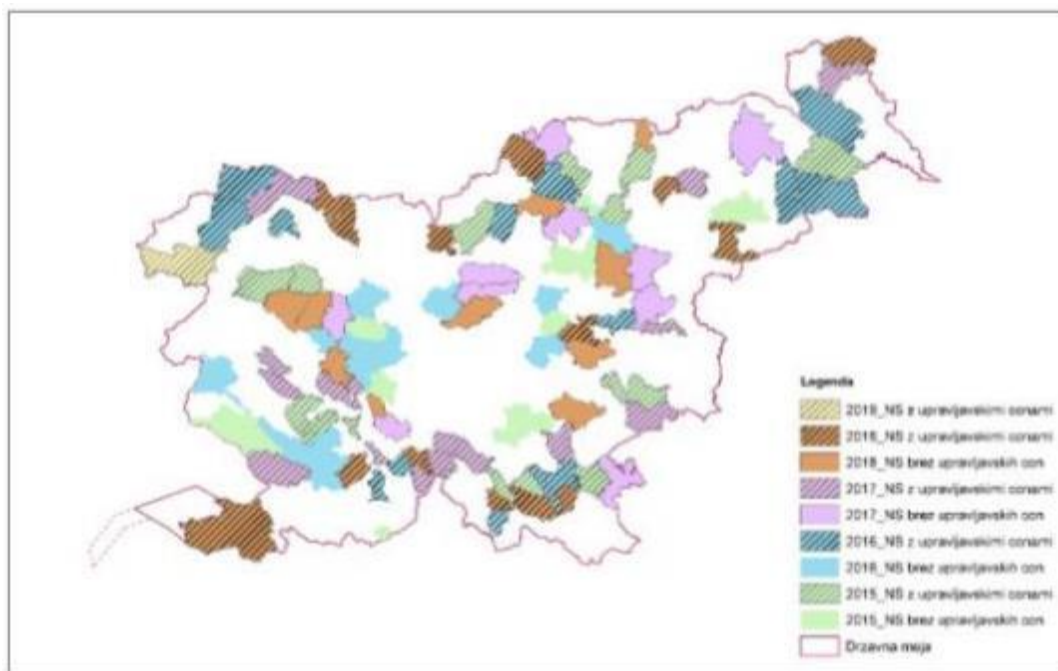 Legenda
2019_NS z upravljavskimi conami
2018_NS z upravljavskimi conami
2018_NS brez upravljavskih con
2017_NS z upravljavskimi conami
2017_NS brez upravljavskih con
2016_NS z upravljavskimi conami
2016_NS brez upravljavskih con
2015_NS z upravljavskimi conami
2015_NS brez upravljavskih con
Drzavna meja